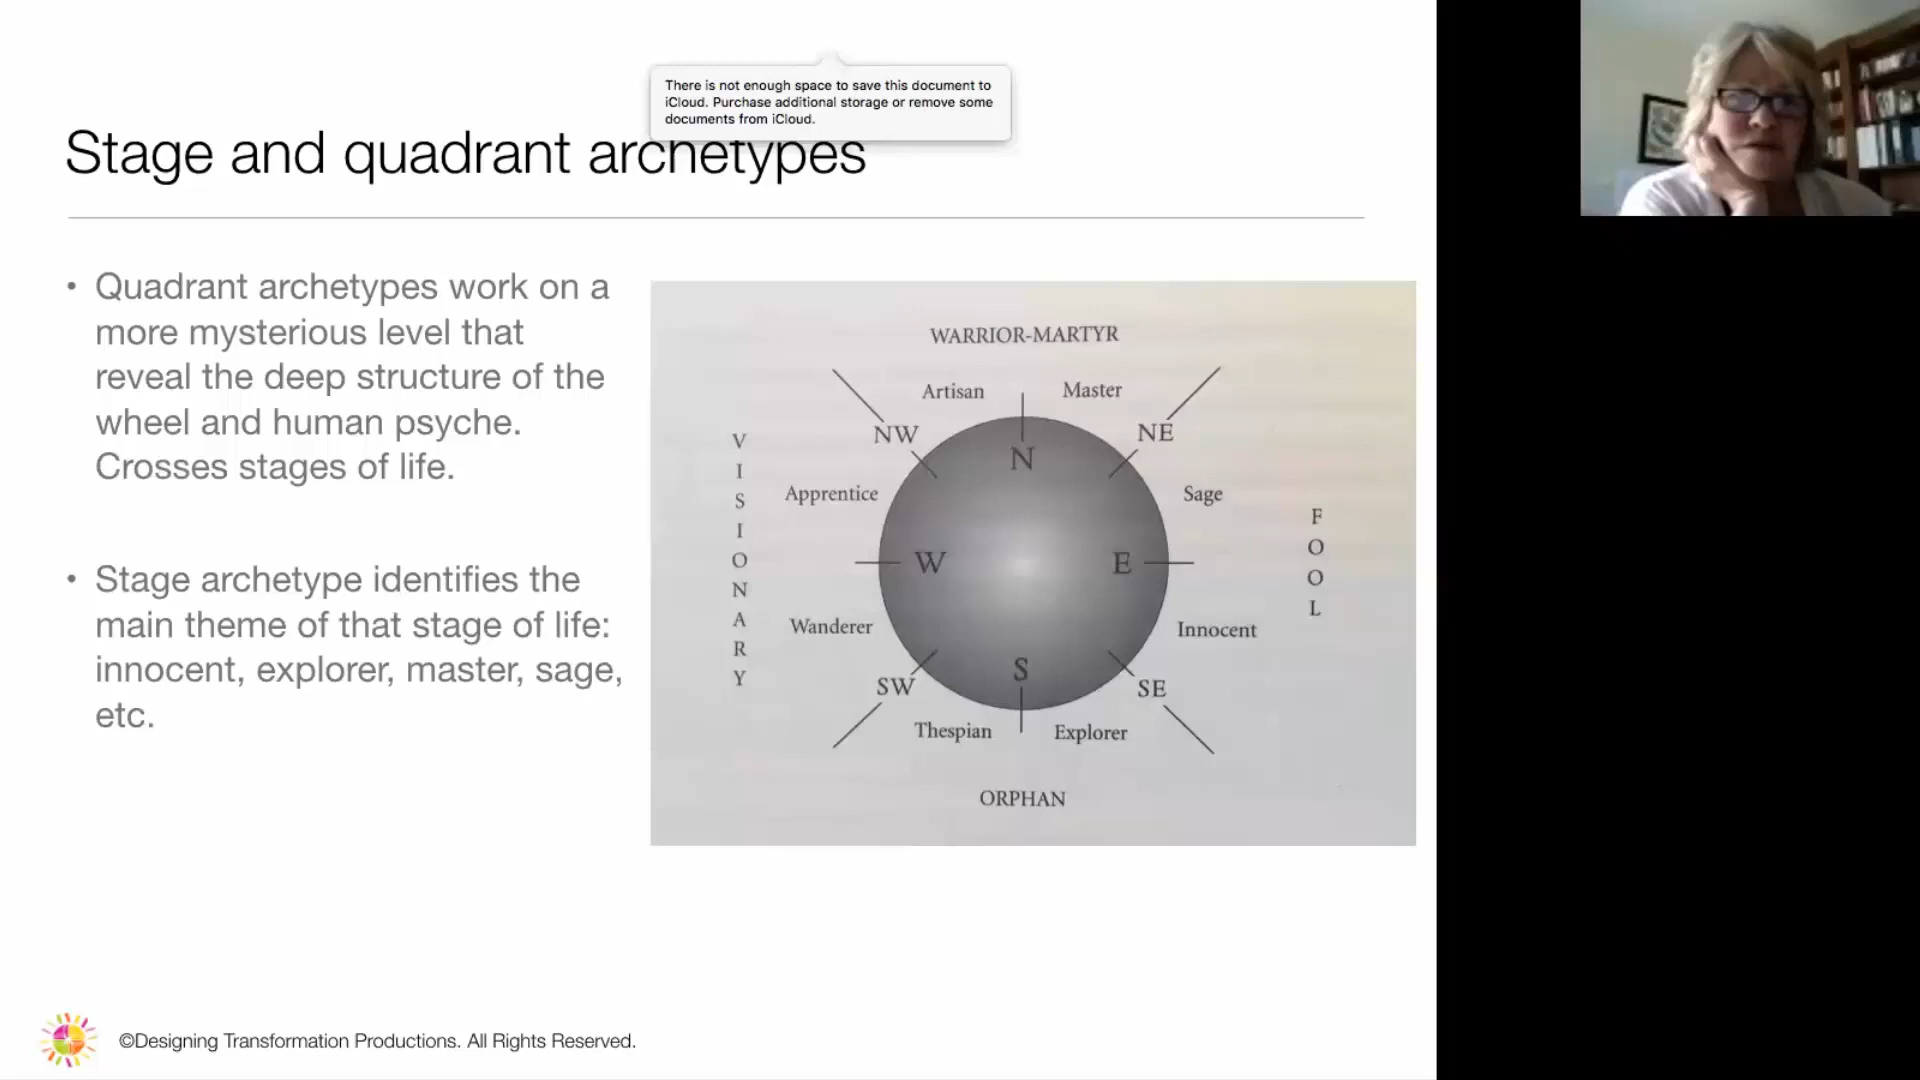 There is not enough space to save this document to
iCloud. Purchase additional storage or remove some
documents from iCloud.
Stage and quadrant archetypes
• Quadrant archetypes work on a
more mysterious level that
reveal the deep structure of the
wheel and human psyche.
Crosses stages of life.
• Stage archetype identifies the
main theme of that stage of life:
innocent, explorer, master, sage,
etc.
WARRIOR-MARTYR
Artisan Master
NW NE
N
VISIONARY
Apprentice Sage
FOOL
W E
Wanderer Innocent
S
SW SE
Thespian Explorer
ORPHAN
©Designing Transformation Productions. All Rights Reserved.